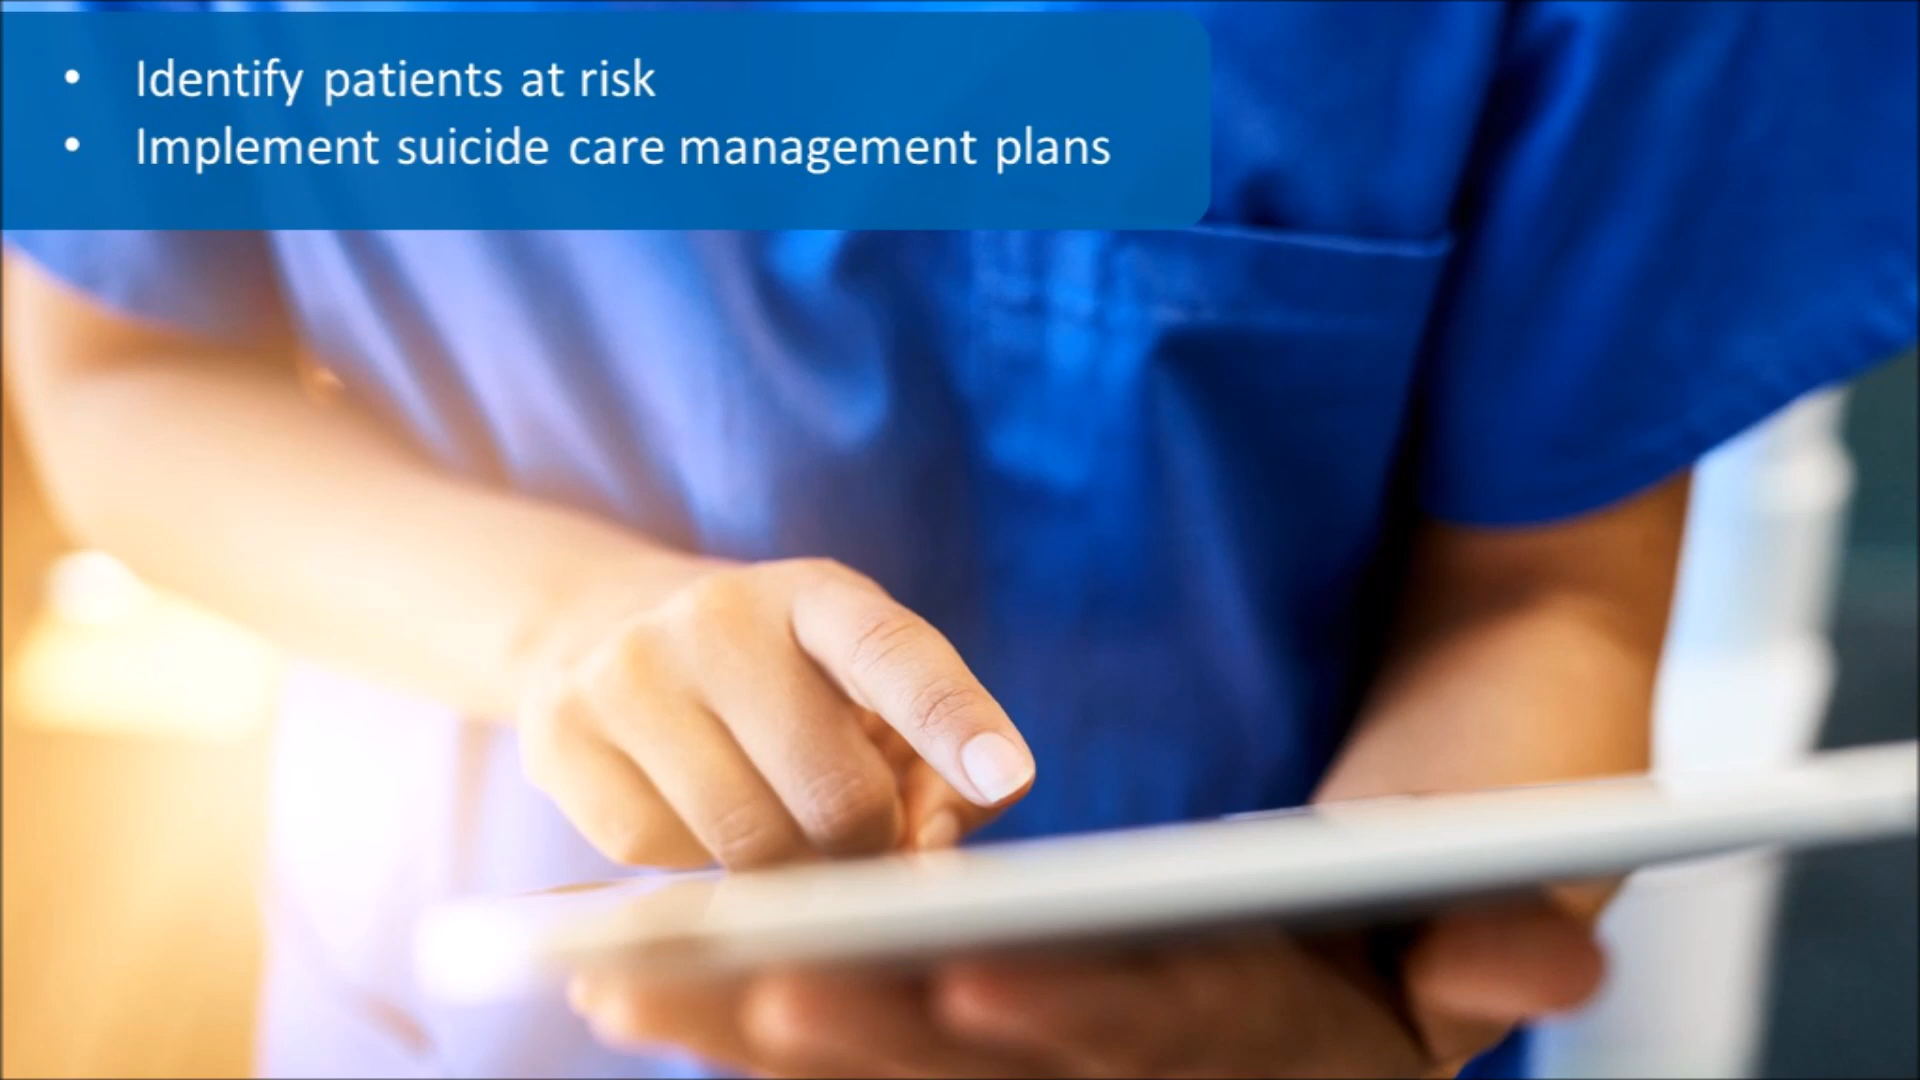 • Identify patients at risk
• Implement suicide care management plans